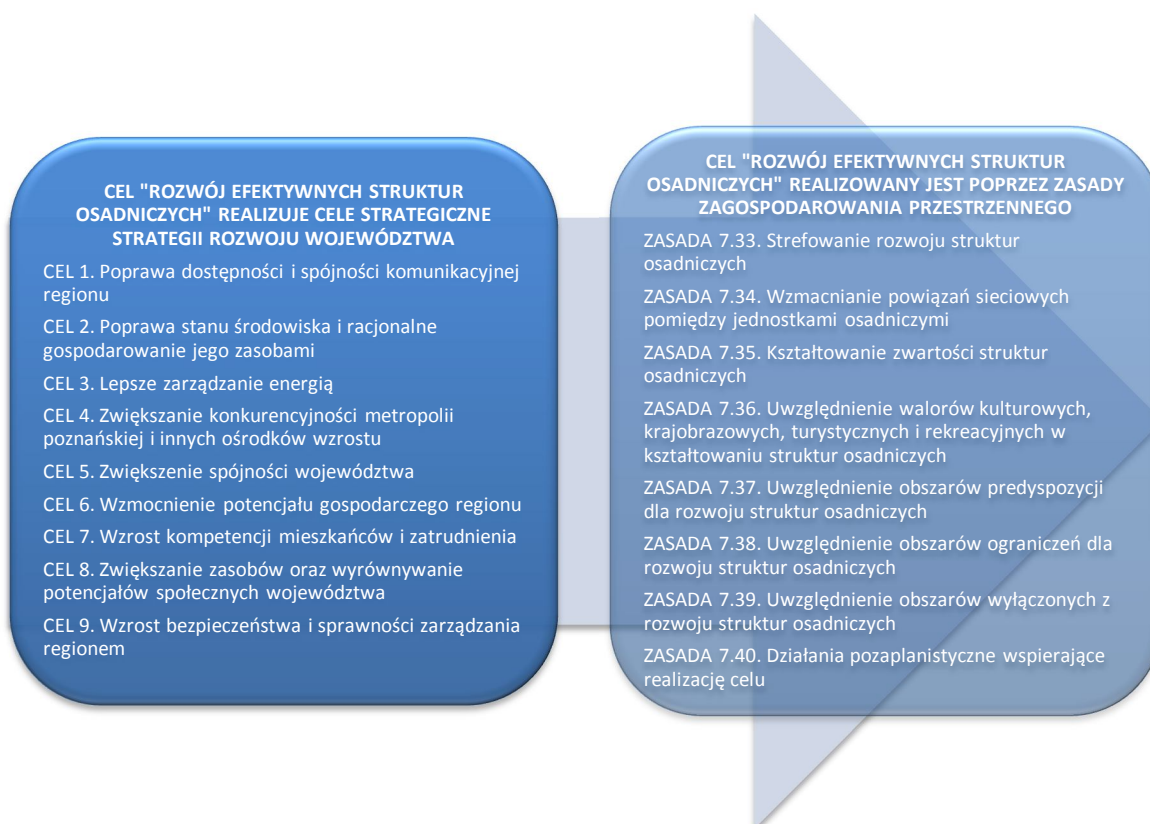 CEL "ROZWÓJ EFEKTYWNYCH STRUKTUR
OSADNICZYCH" REALIZUJE CELE STRATEGICZNE
STRATEGII ROZWOJU WOJEWÓDZTWA
CEL 1. Poprawa dostępności i spójności komunikacyjnej
regionu
CEL 2. Poprawa stanu środowiska i racjonalne
gospodarowanie jego zasobami
CEL 3. Lepsze zarządzanie energią
CEL 4. Zwiększanie konkurencyjności metropolii
poznańskiej i innych ośrodków wzrostu
CEL 5. Zwiększenie spójności województwa
CEL 6. Wzmocnienie potencjału gospodarczego regionu
CEL 7. Wzrost kompetencji mieszkańców i zatrudnienia
CEL 8. Zwiększanie zasobów oraz wyrównywanie
potencjałów społecznych województwa
CEL 9. Wzrost bezpieczeństwa i sprawności zarządzania
regionem
CEL "ROZWÓJ EFEKTYWNYCH STRUKTUR
OSADNICZYCH" REALIZOWANY JEST POPRZEZ ZASADY
ZAGOSPODAROWANIA PRZESTRZENNEGO
ZASADA 7.33. Strefowanie rozwoju struktur
osadniczych
ZASADA 7.34. Wzmacnianie powiązań sieciowych
pomiędzy jednostkami osadniczymi
ZASADA 7.35. Kształtowanie zwartości struktur
osadniczych
ZASADA 7.36. Uwzględnienie walorów kulturowych,
krajobrazowych, turystycznych i rekreacyjnych w
kształtowaniu struktur osadniczych
ZASADA 7.37. Uwzględnienie obszarów predyspozycji
dla rozwoju struktur osadniczych
ZASADA 7.38. Uwzględnienie obszarów ograniczeń dla
rozwoju struktur osadniczych
ZASADA 7.39. Uwzględnienie obszarów wyłączonych z
rozwoju struktur osadniczych
ZASADA 7.40. Działania pozaplanistyczne wspierające
realizację celu